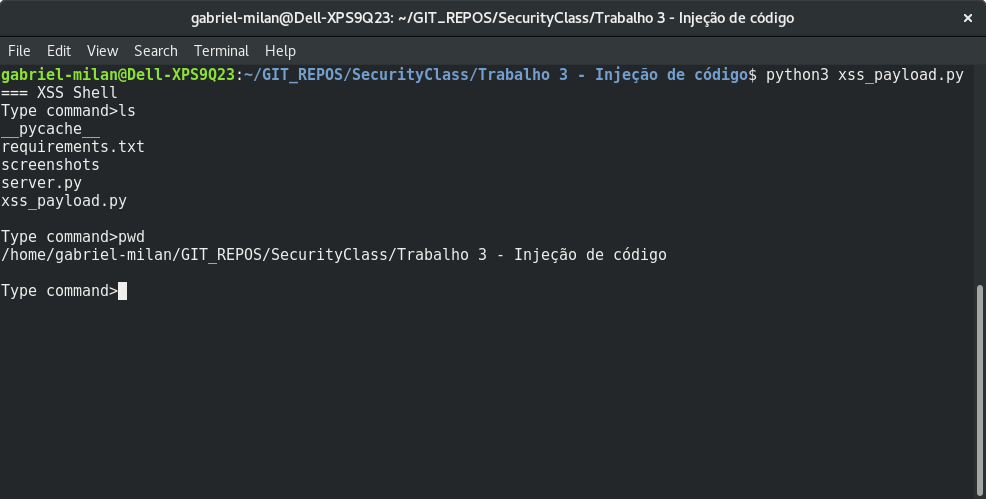 gabriel-milan@Dell-XPS9Q23: ~/GIT_REPOS/SecurityClass/Trabalho 3 - Injeção de código ×
File Edit View Search Terminal Help
gabriel-milan@Dell-XPS9Q23:~/GIT_REPOS/SecurityClass/Trabalho 3 - Injeção de código$ python3 xss_payload.py
=== XSS Shell
Type command>ls
__pycache__
requirements.txt
screenshots
server.py
xss_payload.py
Type command>pwd
/home/gabriel-milan/GIT_REPOS/SecurityClass/Trabalho 3 - Injeção de código
Type command>